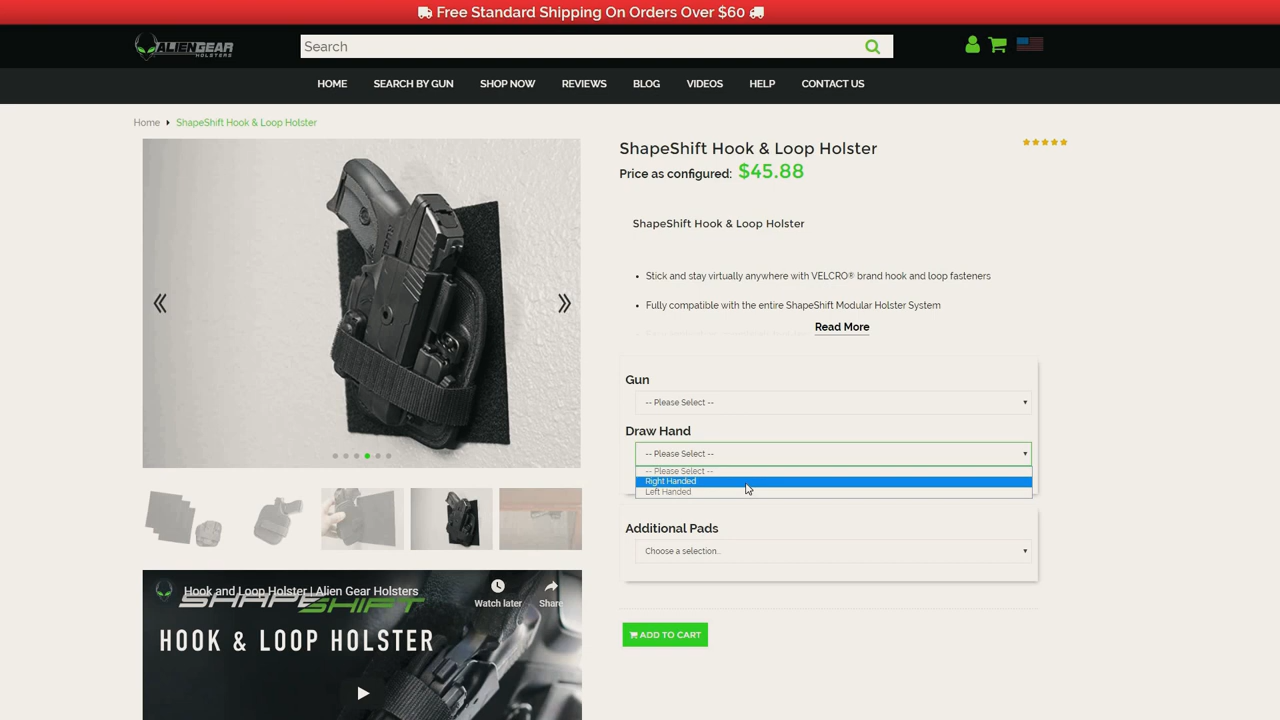 Free Standard Shipping On Orders Over $60
ALIENGEAR
HOLSTERS
Search
HOME SEARCH BY GUN SHOP NOW REVIEWS BLOG VIDEOS HELP CONTACT US
Home ShapeShift Hook & Loop Holster
ShapeShift Hook & Loop Holster
Price as configured: $45.88
ShapeShift Hook & Loop Holster
• Stick and stay virtually anywhere with VELCRO® brand hook and loop fasteners
• Fully compatible with the entire ShapeShift Modular Holster System
Read More
Gun
-- Please Select --
Draw Hand
-- Please Select --
-- Please Select --
Right Handed
Left Handed
Additional Pads
Choose a selection...
ADD TO CART
Hook and Loop Holster | Alien Gear Holsters
Watch later
Share
SHAPE SHIFT
HOOK & LOOP HOLSTER